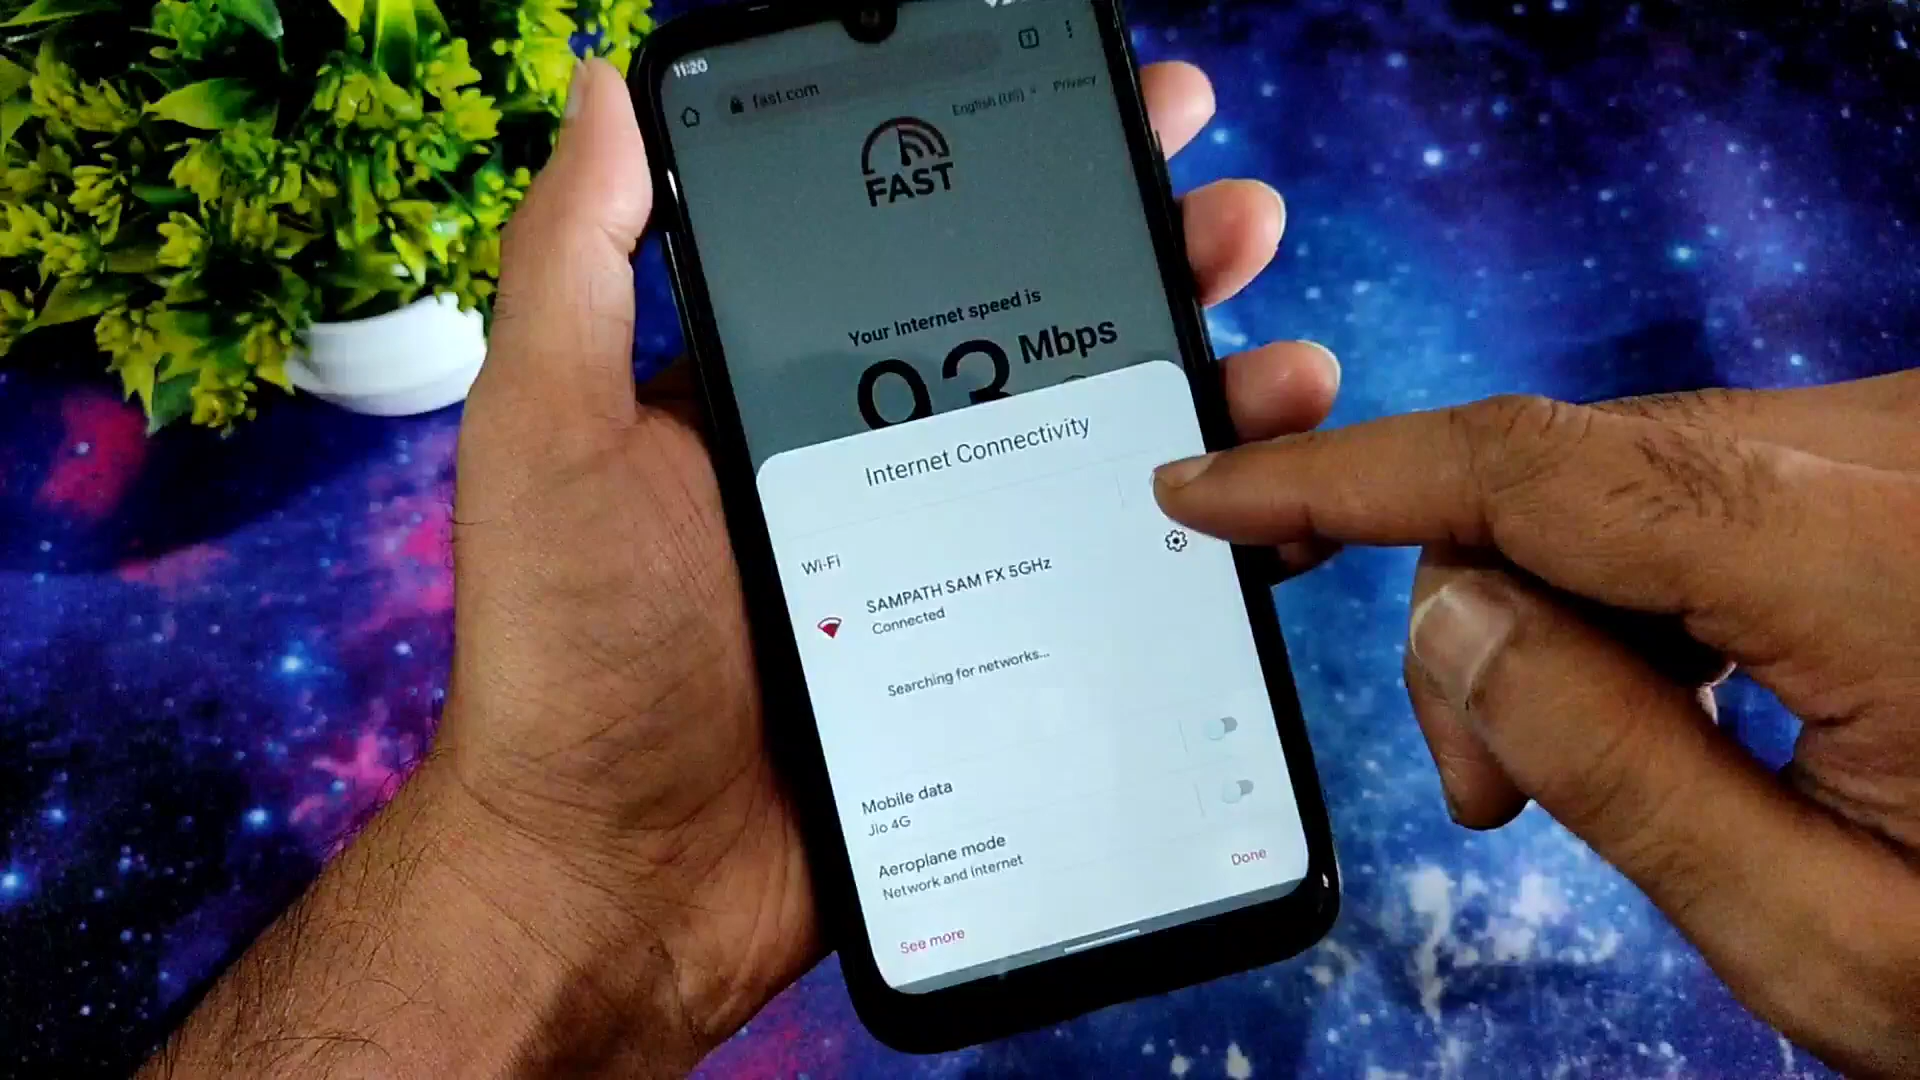 11:20
fast.com
English (US)
Privacy
FAST
Your Internet speed is
93 Mbps
Internet Connectivity
Wi-Fi
SAMPATH SAM FX 5GHz
Connected
Searching for networks...
Mobile data
Jio 4G
Aeroplane mode
Network and Internet
Done
See more